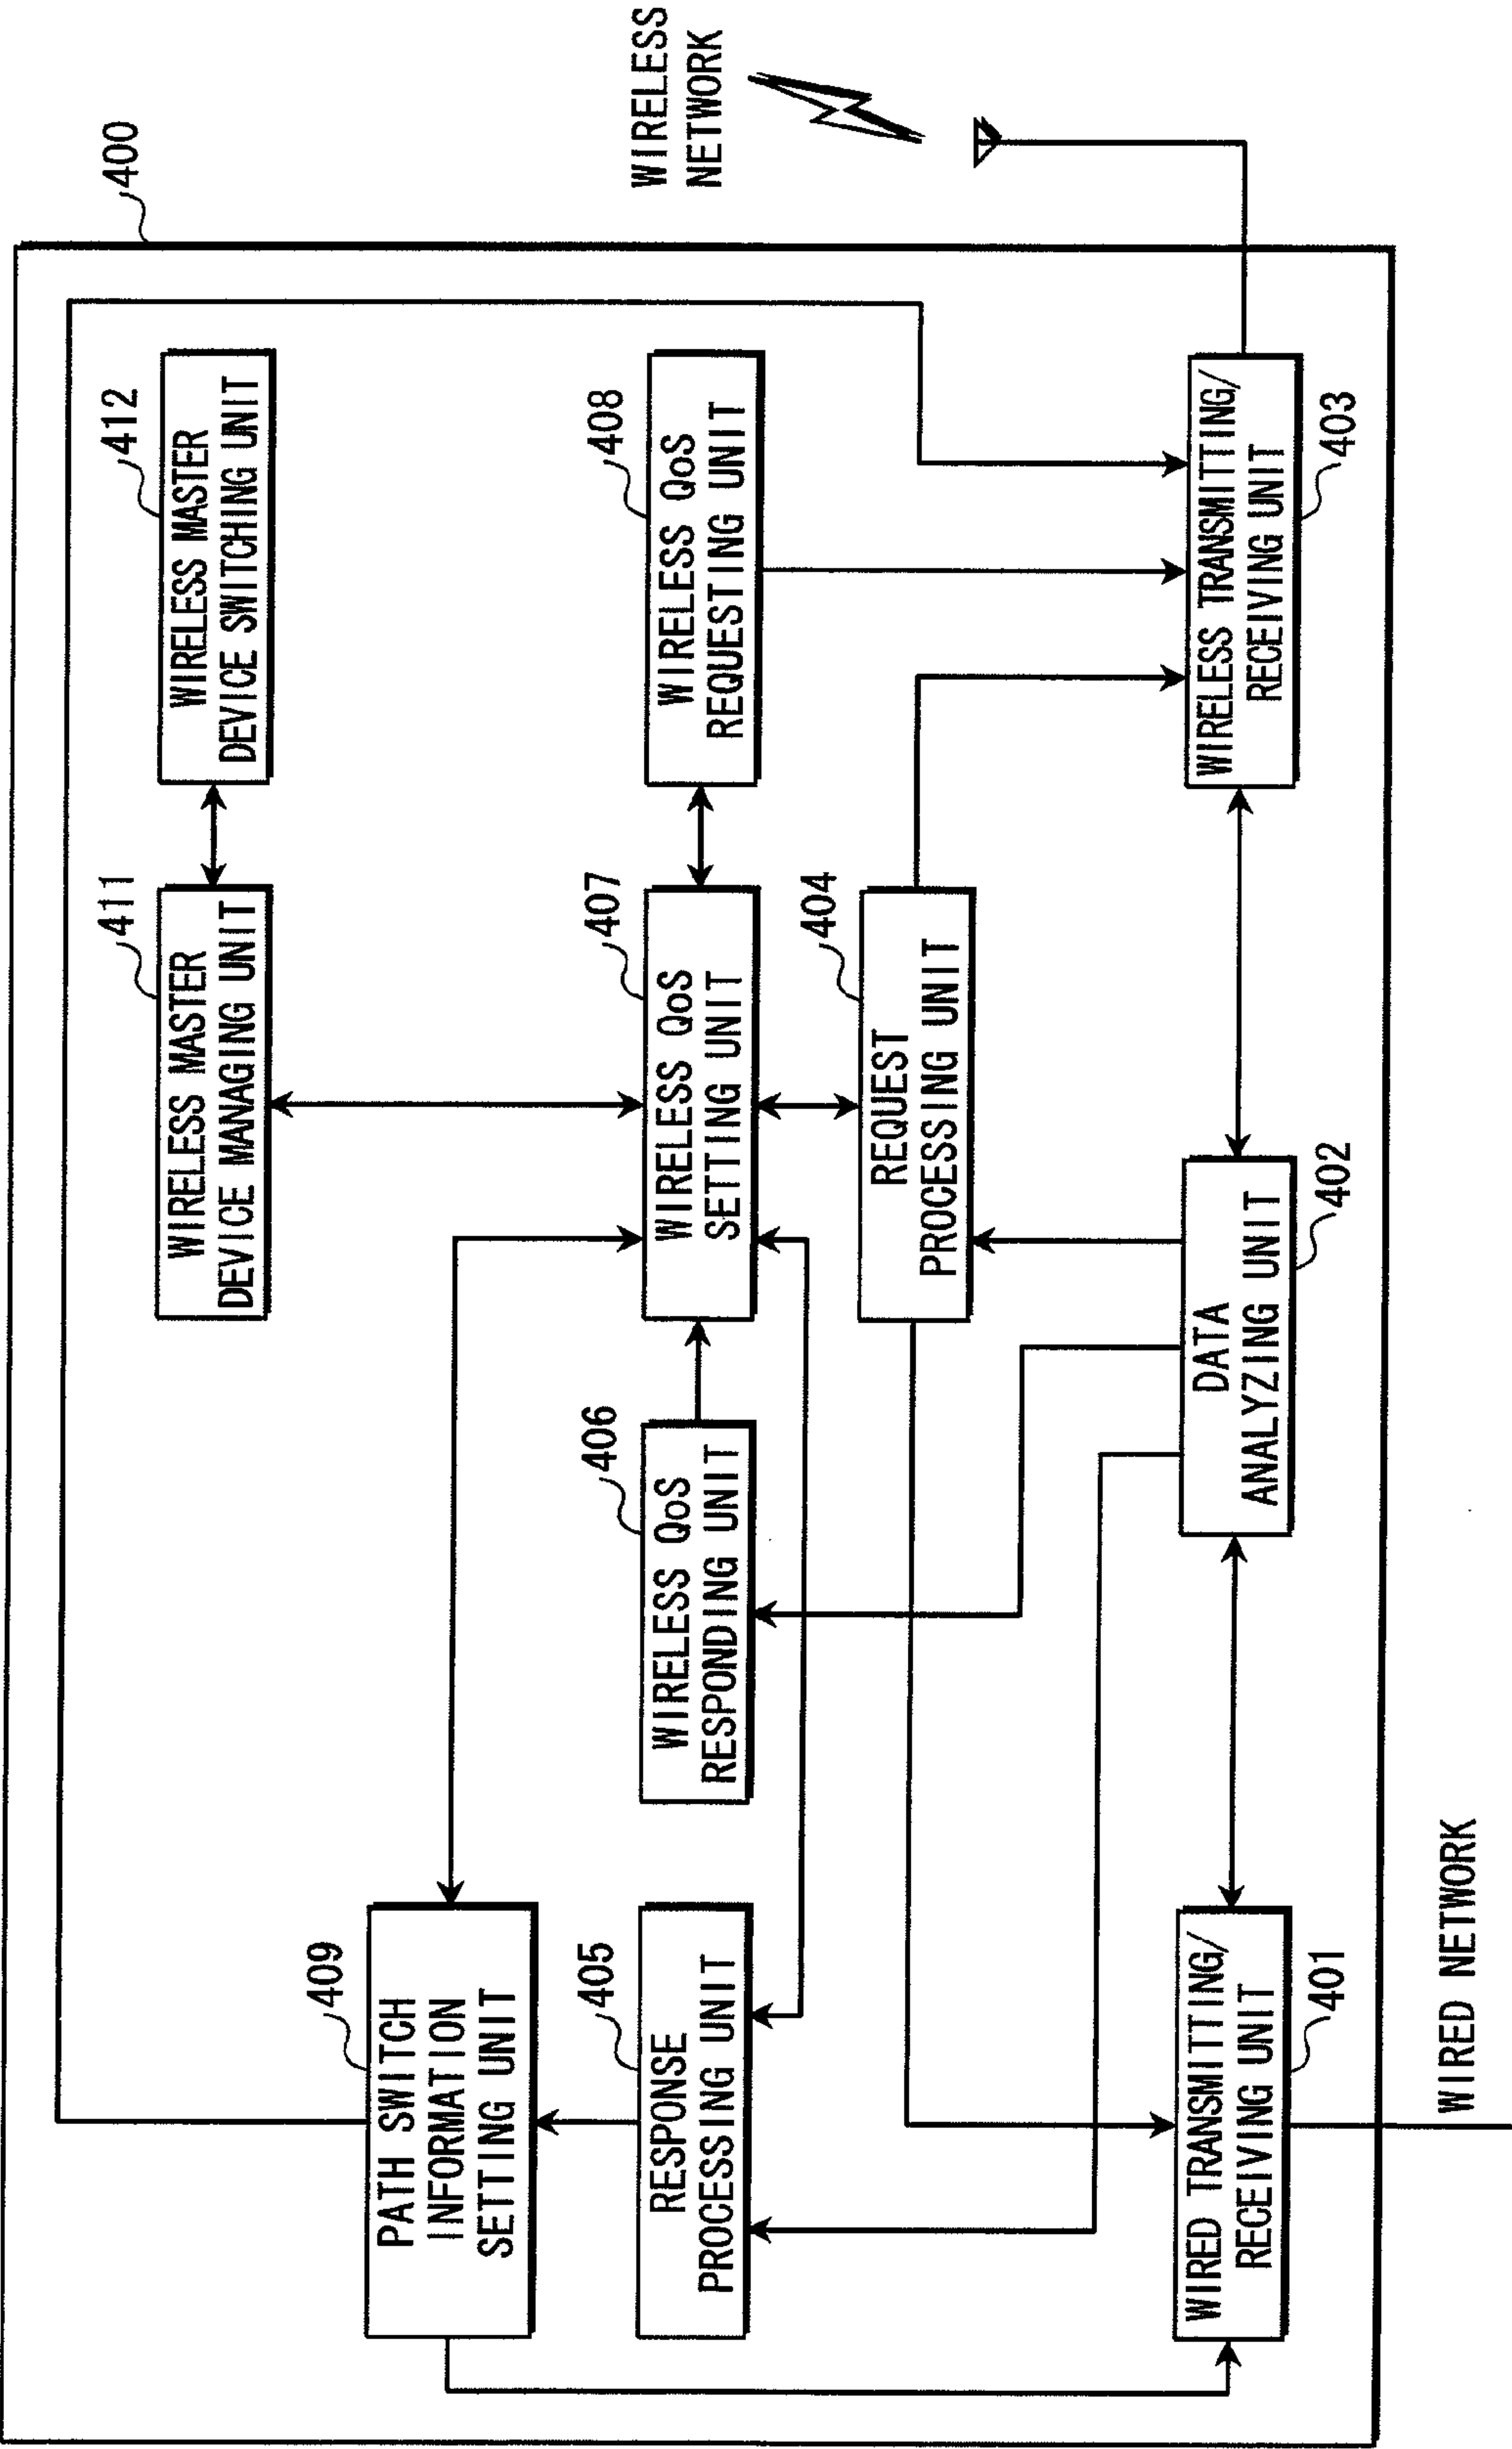 400
409
PATH SWITCH
INFORMATION
SETTING UNIT
411
WIRELESS MASTER
DEVICE MANAGING UNIT
412
WIRELESS MASTER
DEVICE SWITCHING UNIT
405
RESPONSE
PROCESSING UNIT
406
WIRELESS QoS
RESPONDING UNIT
407
WIRELESS QoS
SETTING UNIT
408
WIRELESS QoS
REQUESTING UNIT
WIRELESS
NETWORK
404
REQUEST
PROCESSING UNIT
WIRED TRANSMITTING/
RECEIVING UNIT
401
DATA
ANALYZING UNIT
402
WIRELESS TRANSMITTING/
RECEIVING UNIT
403
WIRED NETWORK